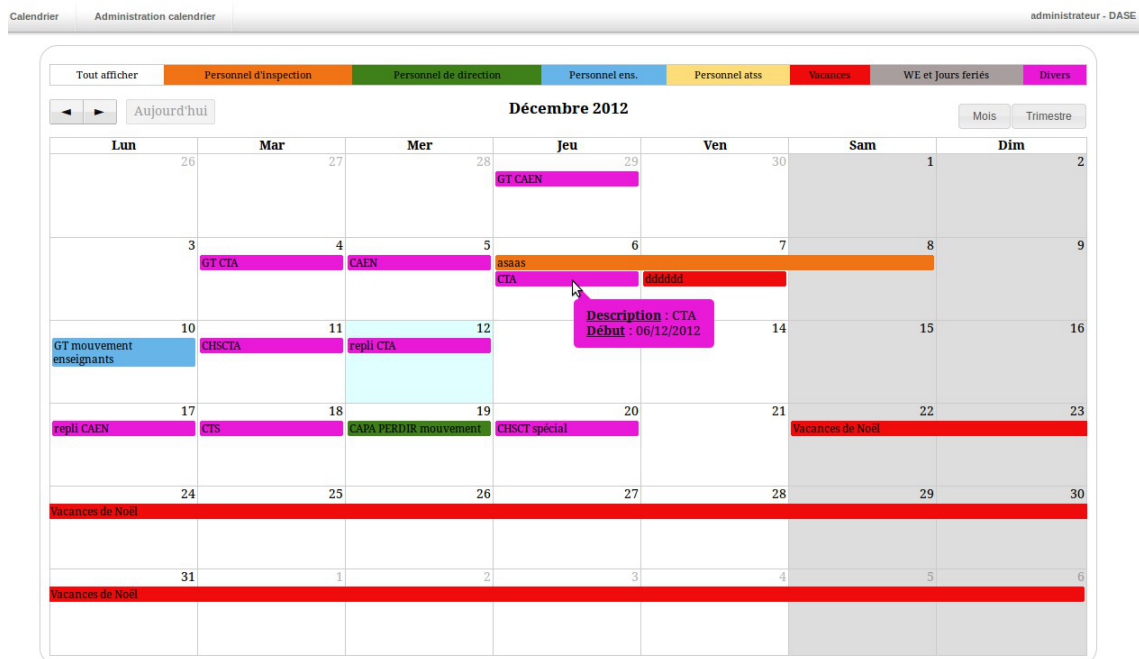 Calendrier Administration calendrier administrateur - DASE
Tout afficher Personnel d'inspection Personnel de direction Personnel ens. Personnel atss Vacances WE et Jours feriés Divers
◄ ► Aujourd'hui Décembre 2012 Mois Trimestre
Lun Mar Mer Jeu Ven Sam Dim
26 27 28 29 30 1 2
GT CAEN
3 4 5 6 7 8 9
GT CTA CAEN asaas
CTA dddddd
Description : CTA
Début : 06/12/2012
10 11 12 14 15 16
GT mouvement
enseignants
CHSCTA repli CTA
17 18 19 20 21 22 23
repli CAEN CTS CAPA PERDIR mouvement CHSCT spécial Vacances de Noël
24 25 26 27 28 29 30
Vacances de Noël
31 1 2 3 4 5 6
Vacances de Noël